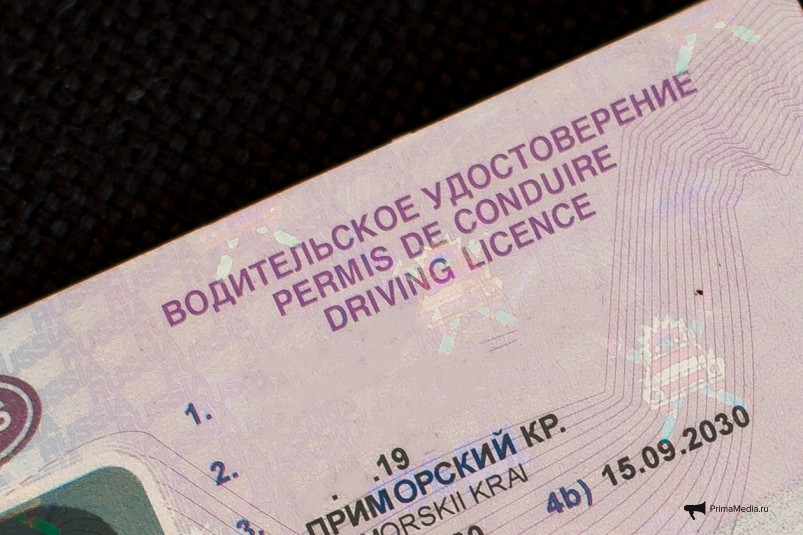 ВОДИТЕЛЬСКОЕ УДОСТОВЕРЕНИЕ
PERMIS DE CONDUIRE
DRIVING LICENCE
1.
2.
. .19
3.
ПРИМОРСКИЙ КР.
MORSKII KRAI
4b) 15.09.2030
PrimaMedia.ru